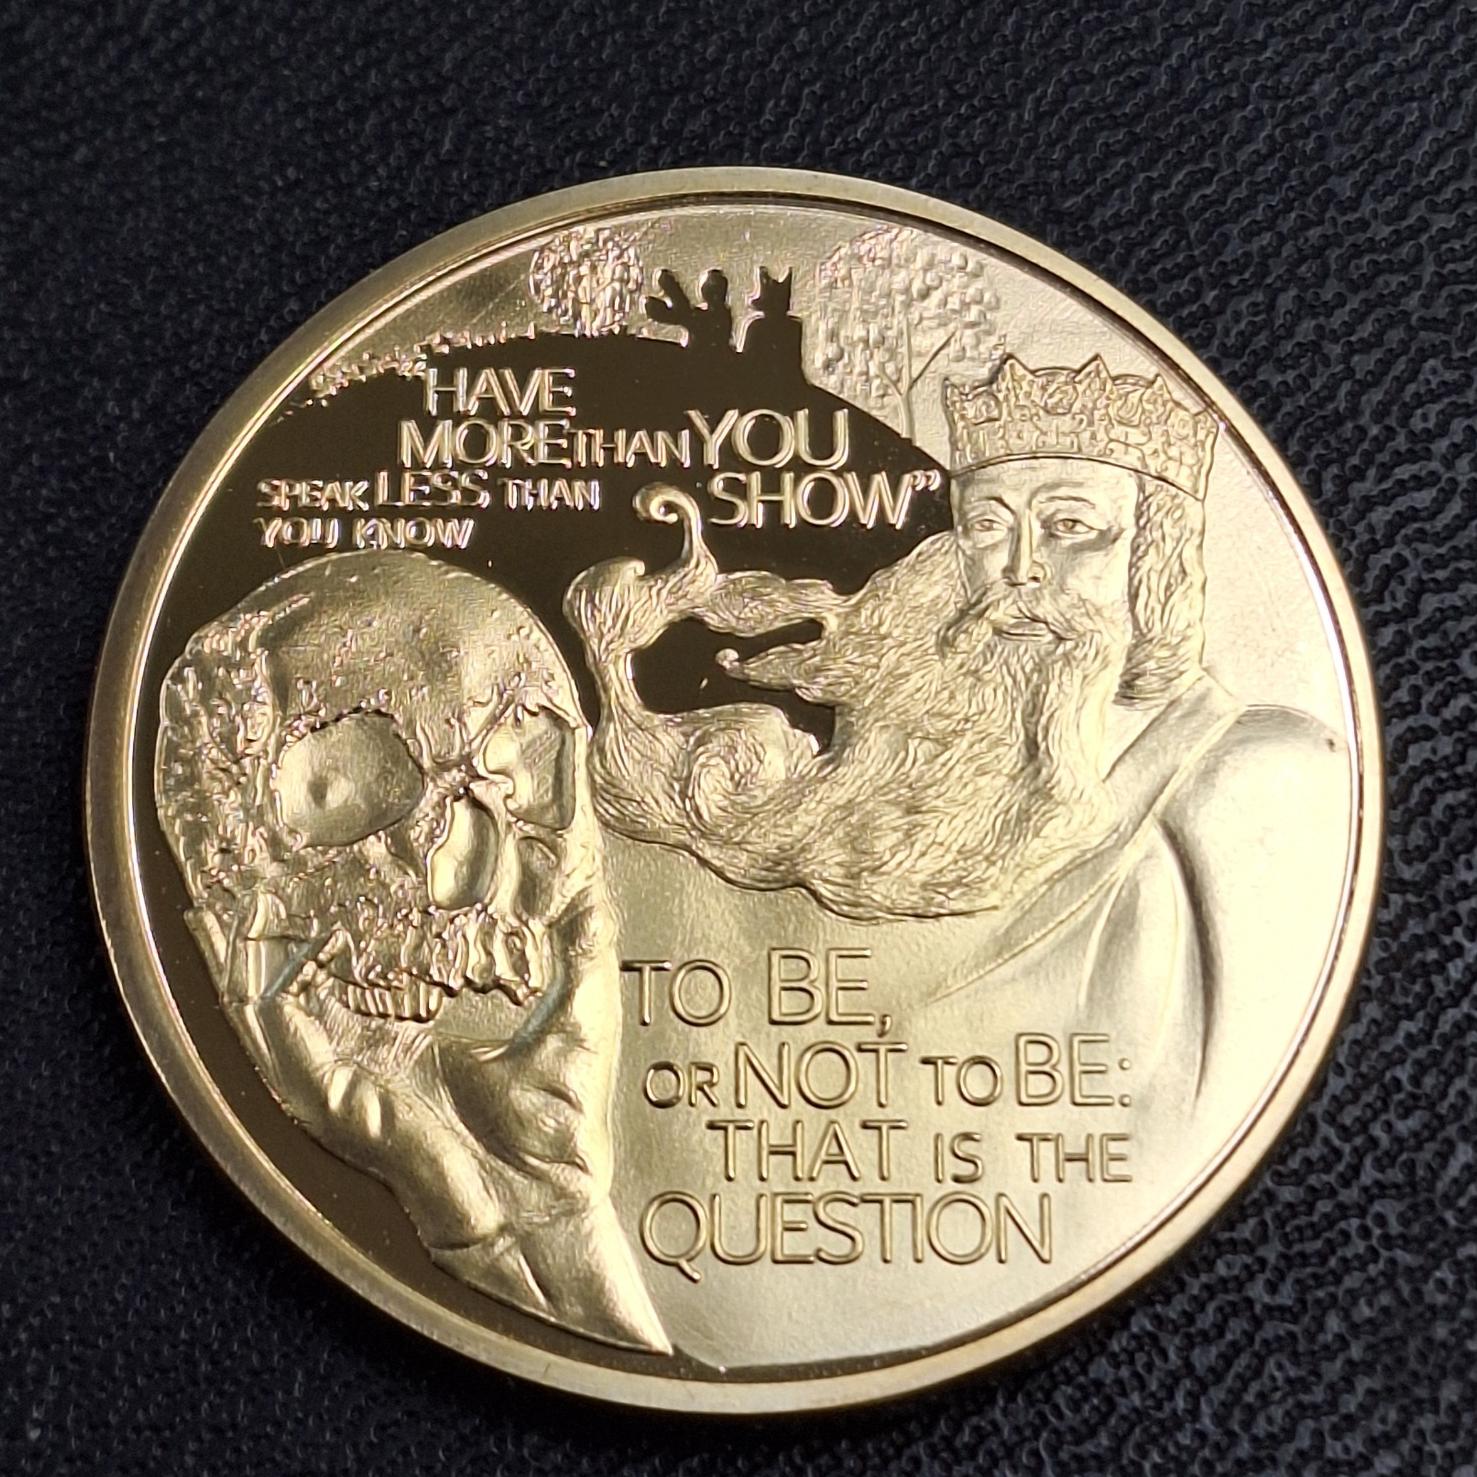 “HAVE
MORE THAN YOU
SHOW”
SPEAK LESS THAN
YOU KNOW
TO BE,
OR NOT TO BE:
THAT IS THE
QUESTION